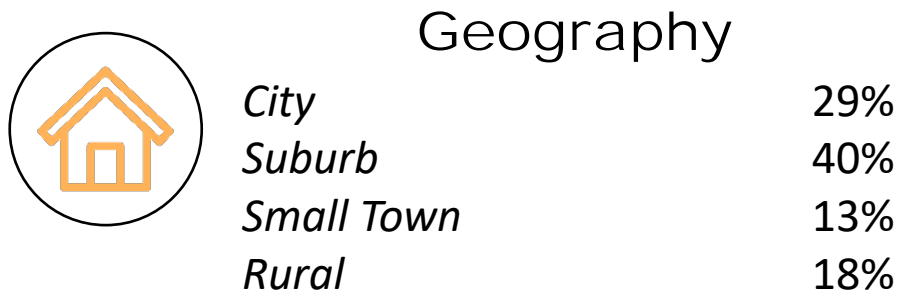 Geography
City 29%
Suburb 40%
Small Town 13%
Rural 18%